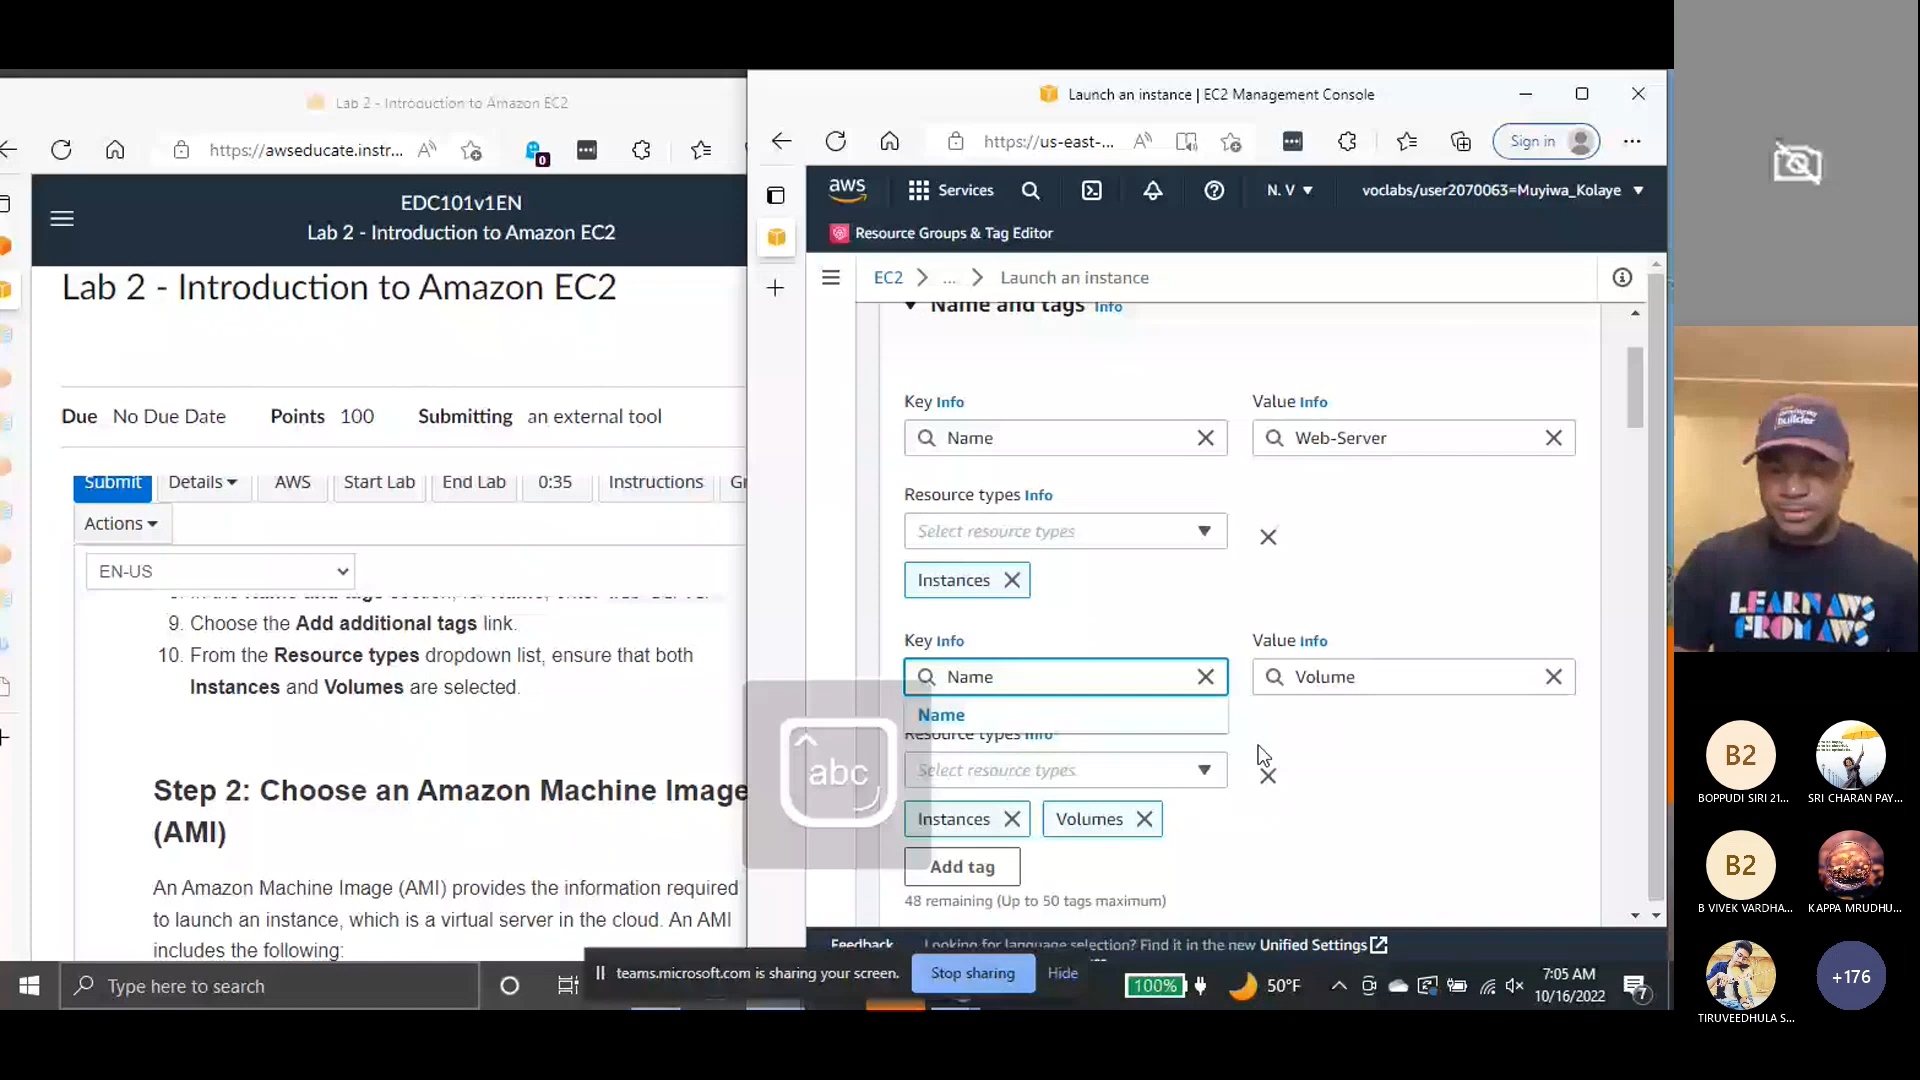 Lab 2 - Introduction to Amazon EC2
https://awseducate.instr...
0
EDC101v1EN
Lab 2 - Introduction to Amazon EC2
Lab 2 - Introduction to Amazon EC2
Due No Due Date Points 100 Submitting an external tool
Submit Details AWS Start Lab End Lab 0:35 Instructions
Actions
EN-US
9. Choose the Add additional tags link.
10. From the Resource types dropdown list, ensure that both
Instances and Volumes are selected.
Step 2: Choose an Amazon Machine Image
(AMI)
An Amazon Machine Image (AMI) provides the information required
to launch an instance, which is a virtual server in the cloud. An AMI
includes the following:
Launch an instance | EC2 Management Console
https://us-east-...
Sign in
aws Services N. V voclabs/user2070063=Muyiwa_Kolaye
Resource Groups & Tag Editor
EC2 ... Launch an instance
Name and tags Info
Key Info Value Info
Name Web-Server
Resource types Info
Select resource types
Instances
Key Info Value Info
Name Volume
Name
Resource types Info
Select resource types
Instances Volumes
Add tag
48 remaining (Up to 50 tags maximum)
Feedback Looking for language selection? Find it in the new Unified Settings
abc
teams.microsoft.com is sharing your screen. Stop sharing Hide
Type here to search
100% 50°F 7:05 AM
10/16/2022
7
builder
LEARN AWS
FROM AWS
B2
BOPPUDI SIRI 21... SRI CHARAN PAY...
B2
B VIVEK VARDHA... KAPPA MRUDHU...
+176
TIRUVEEDHULA S...